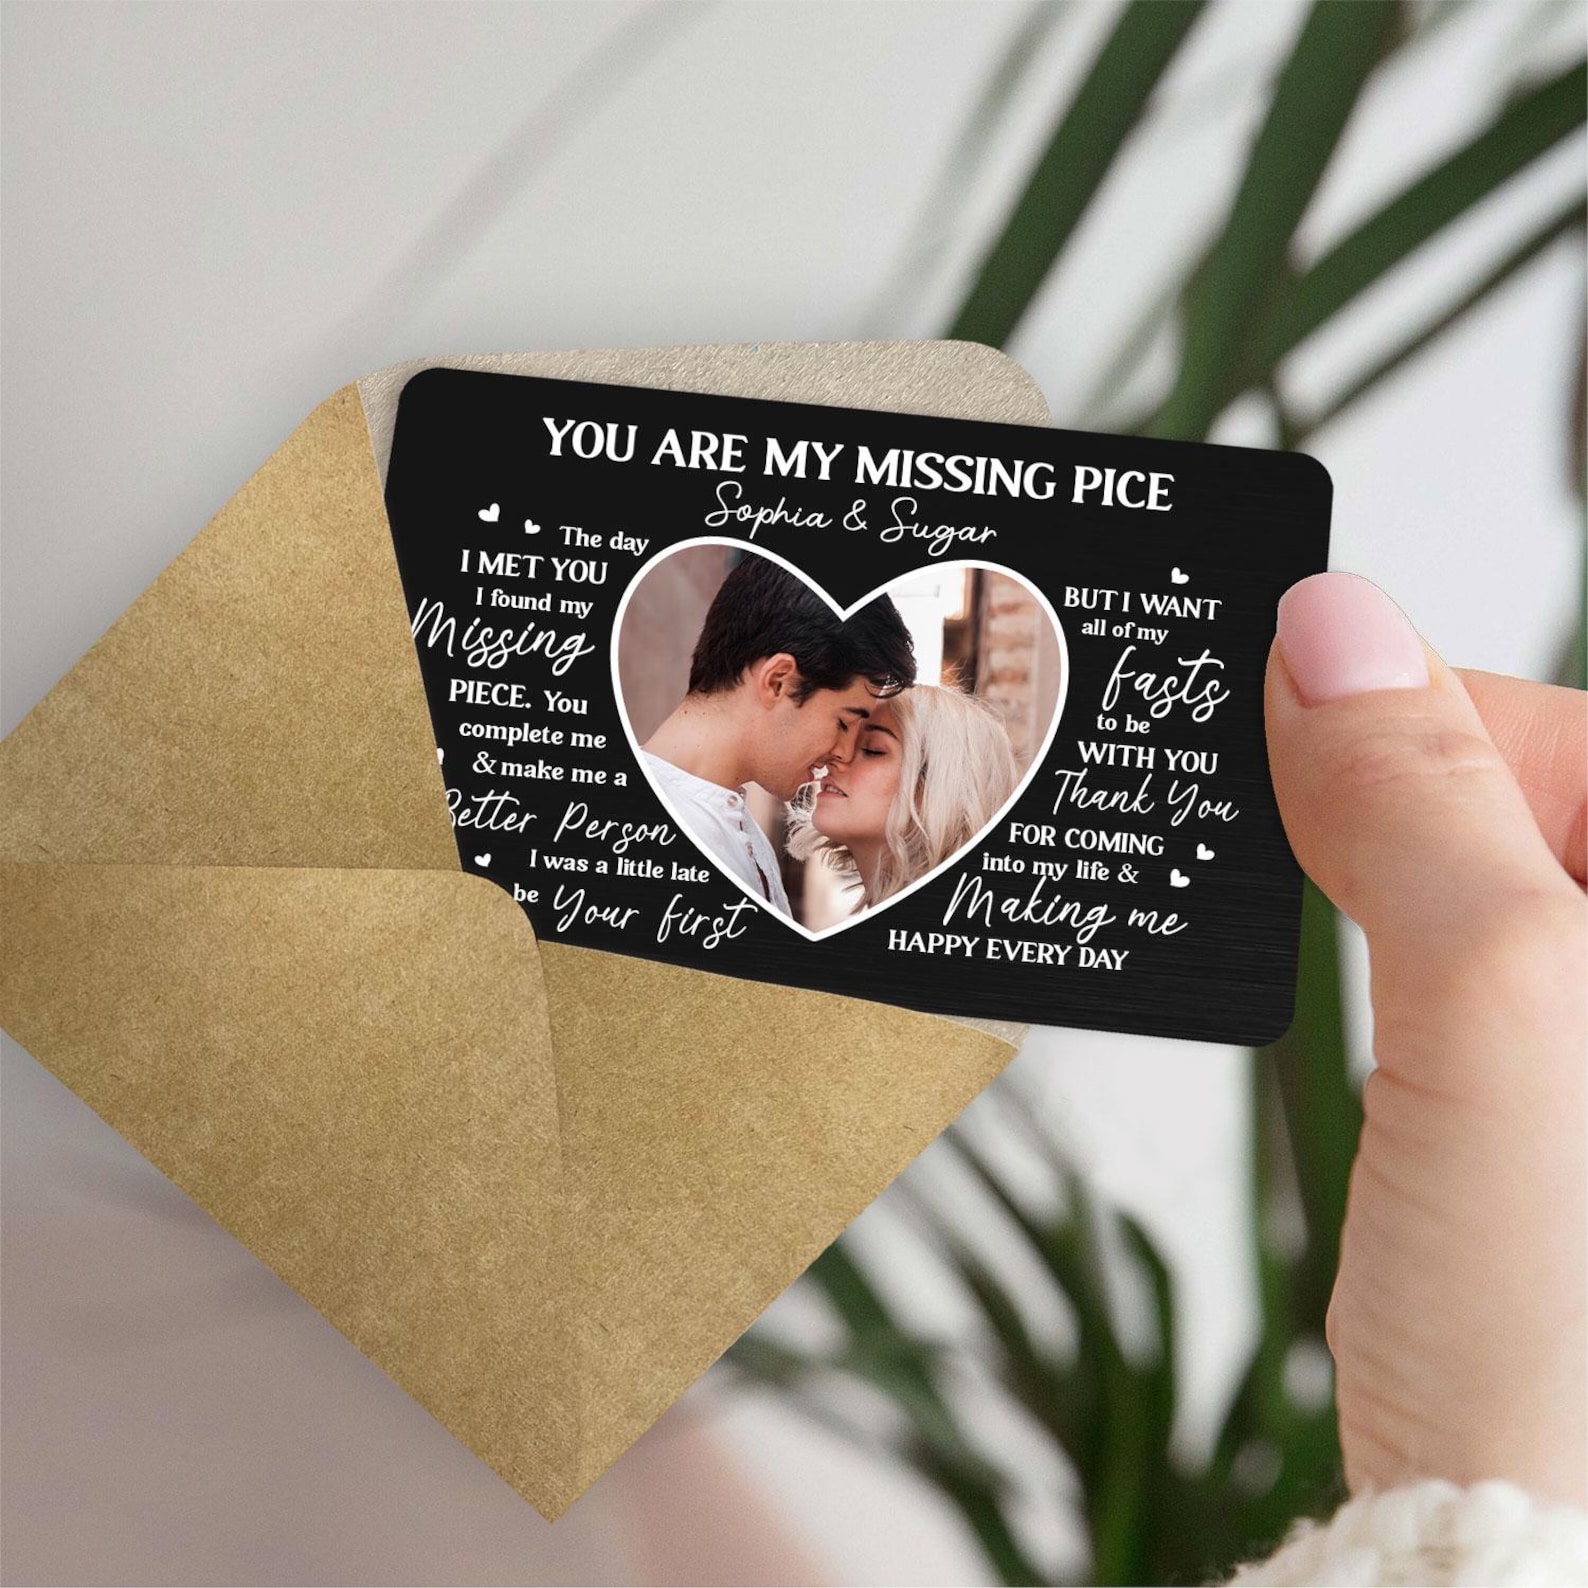 YOU ARE MY MISSING PICE
Sophia & Sugar
The day
I MET YOU
I found my
Missing
PIECE. You
complete me
& make me a
Better Person
I was a little late
be Your first
BUT I WANT
all of my
fasts
to be
WITH YOU
Thank You
FOR COMING
into my life &
Making me
HAPPY EVERY DAY